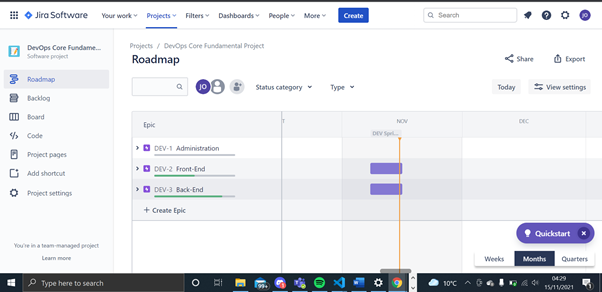 Jira Software
Your work
Projects
Filters
Dashboards
People
More
Create
Search
JO
DevOps Core Fundame...
Software project
Projects / DevOps Core Fundamental Project
Roadmap
Share
Export
Roadmap
Backlog
Board
Code
Project pages
Add shortcut
Project settings
JO
Status category
Type
Today
View settings
Epic
T
NOV
DEC
DEV Spri...
DEV-1 Administration
DEV-2 Front-End
DEV-3 Back-End
+ Create Epic
Quickstart
Weeks
Months
Quarters
You're in a team-managed project
Learn more
Type here to search
99+
10°C
04:29
15/11/2021